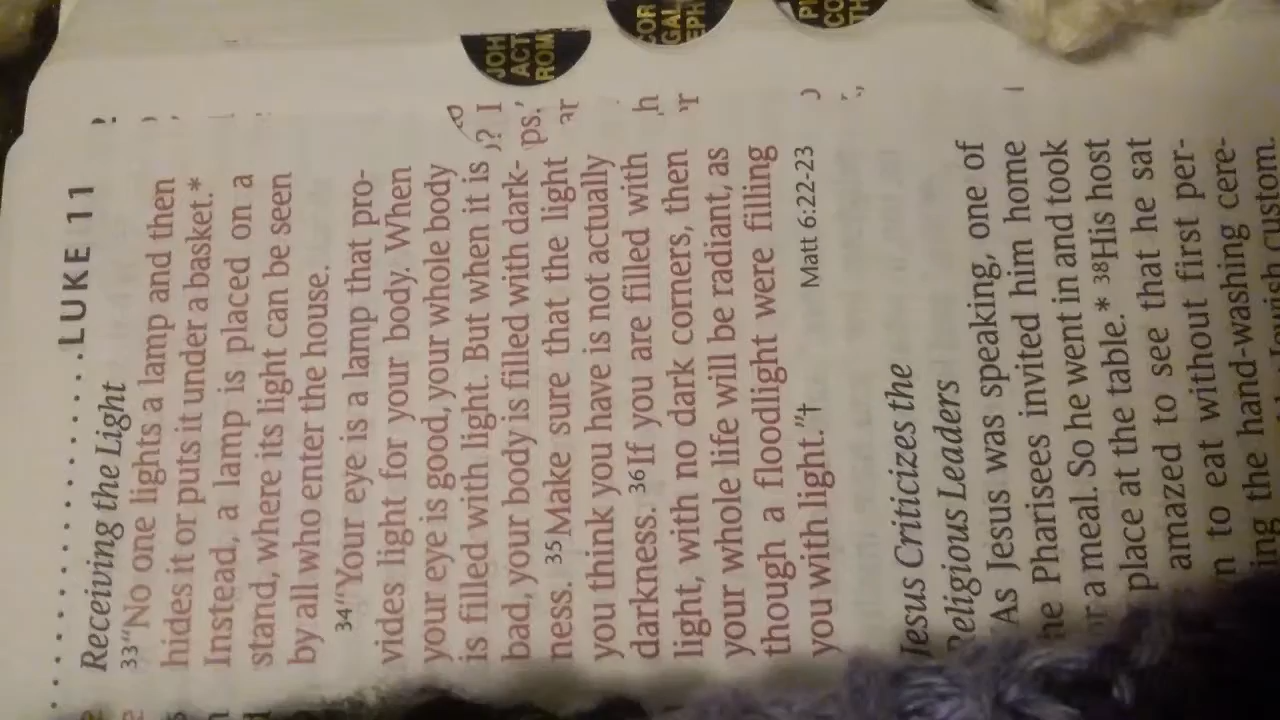 LUKE 11
Receiving the Light
33“No one lights a lamp and then
hides it or puts it under a basket.*
Instead, a lamp is placed on a
stand, where its light can be seen
by all who enter the house.
34“Your eye is a lamp that pro-
vides light for your body. When
your eye is good, your whole body
is filled with light. But when it is
bad, your body is filled with dark-
ness. 35Make sure that the light
you think you have is not actually
darkness. 36If you are filled with
light, with no dark corners, then
your whole life will be radiant, as
though a floodlight were filling
you with light.”†
Matt 6:22-23
Jesus Criticizes the
Religious Leaders
As Jesus was speaking, one of
he Pharisees invited him home
or a meal. So he went in and took
place at the table.* 38His host
amazed to see that he sat
n to eat without first per-
ing the hand-washing cere-
custom.
JOH
ACT
ROM
COR
GAL
EPH
CO
TH